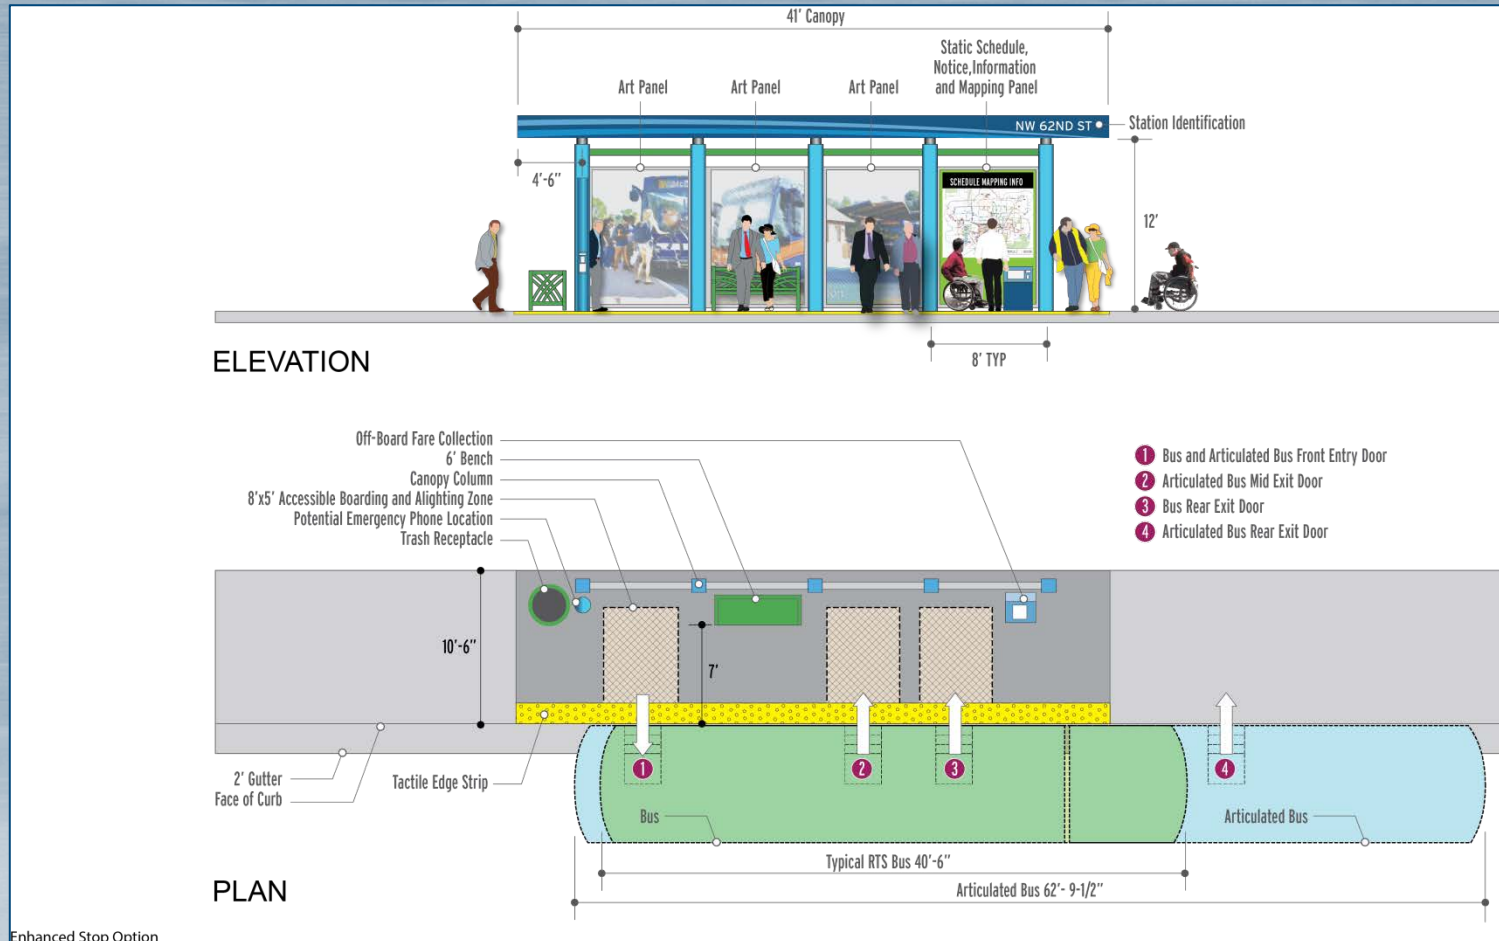 41' Canopy
Static Schedule,
Notice,Information
and Mapping Panel
Art Panel
Art Panel
Art Panel
NW 62ND ST
Station Identification
4'-6"
SCHEDULE MAPPING INFO
12'
8' TYP
ELEVATION
Off-Board Fare Collection
6' Bench
Canopy Column
8'x5' Accessible Boarding and Alighting Zone
Potential Emergency Phone Location
Trash Receptacle
1 Bus and Articulated Bus Front Entry Door
2 Articulated Bus Mid Exit Door
3 Bus Rear Exit Door
4 Articulated Bus Rear Exit Door
10'-6"
7'
2' Gutter
Face of Curb
Tactile Edge Strip
1
2
3
4
Bus
Articulated Bus
Typical RTS Bus 40'-6"
Articulated Bus 62'- 9-1/2"
PLAN
Enhanced Stop Option